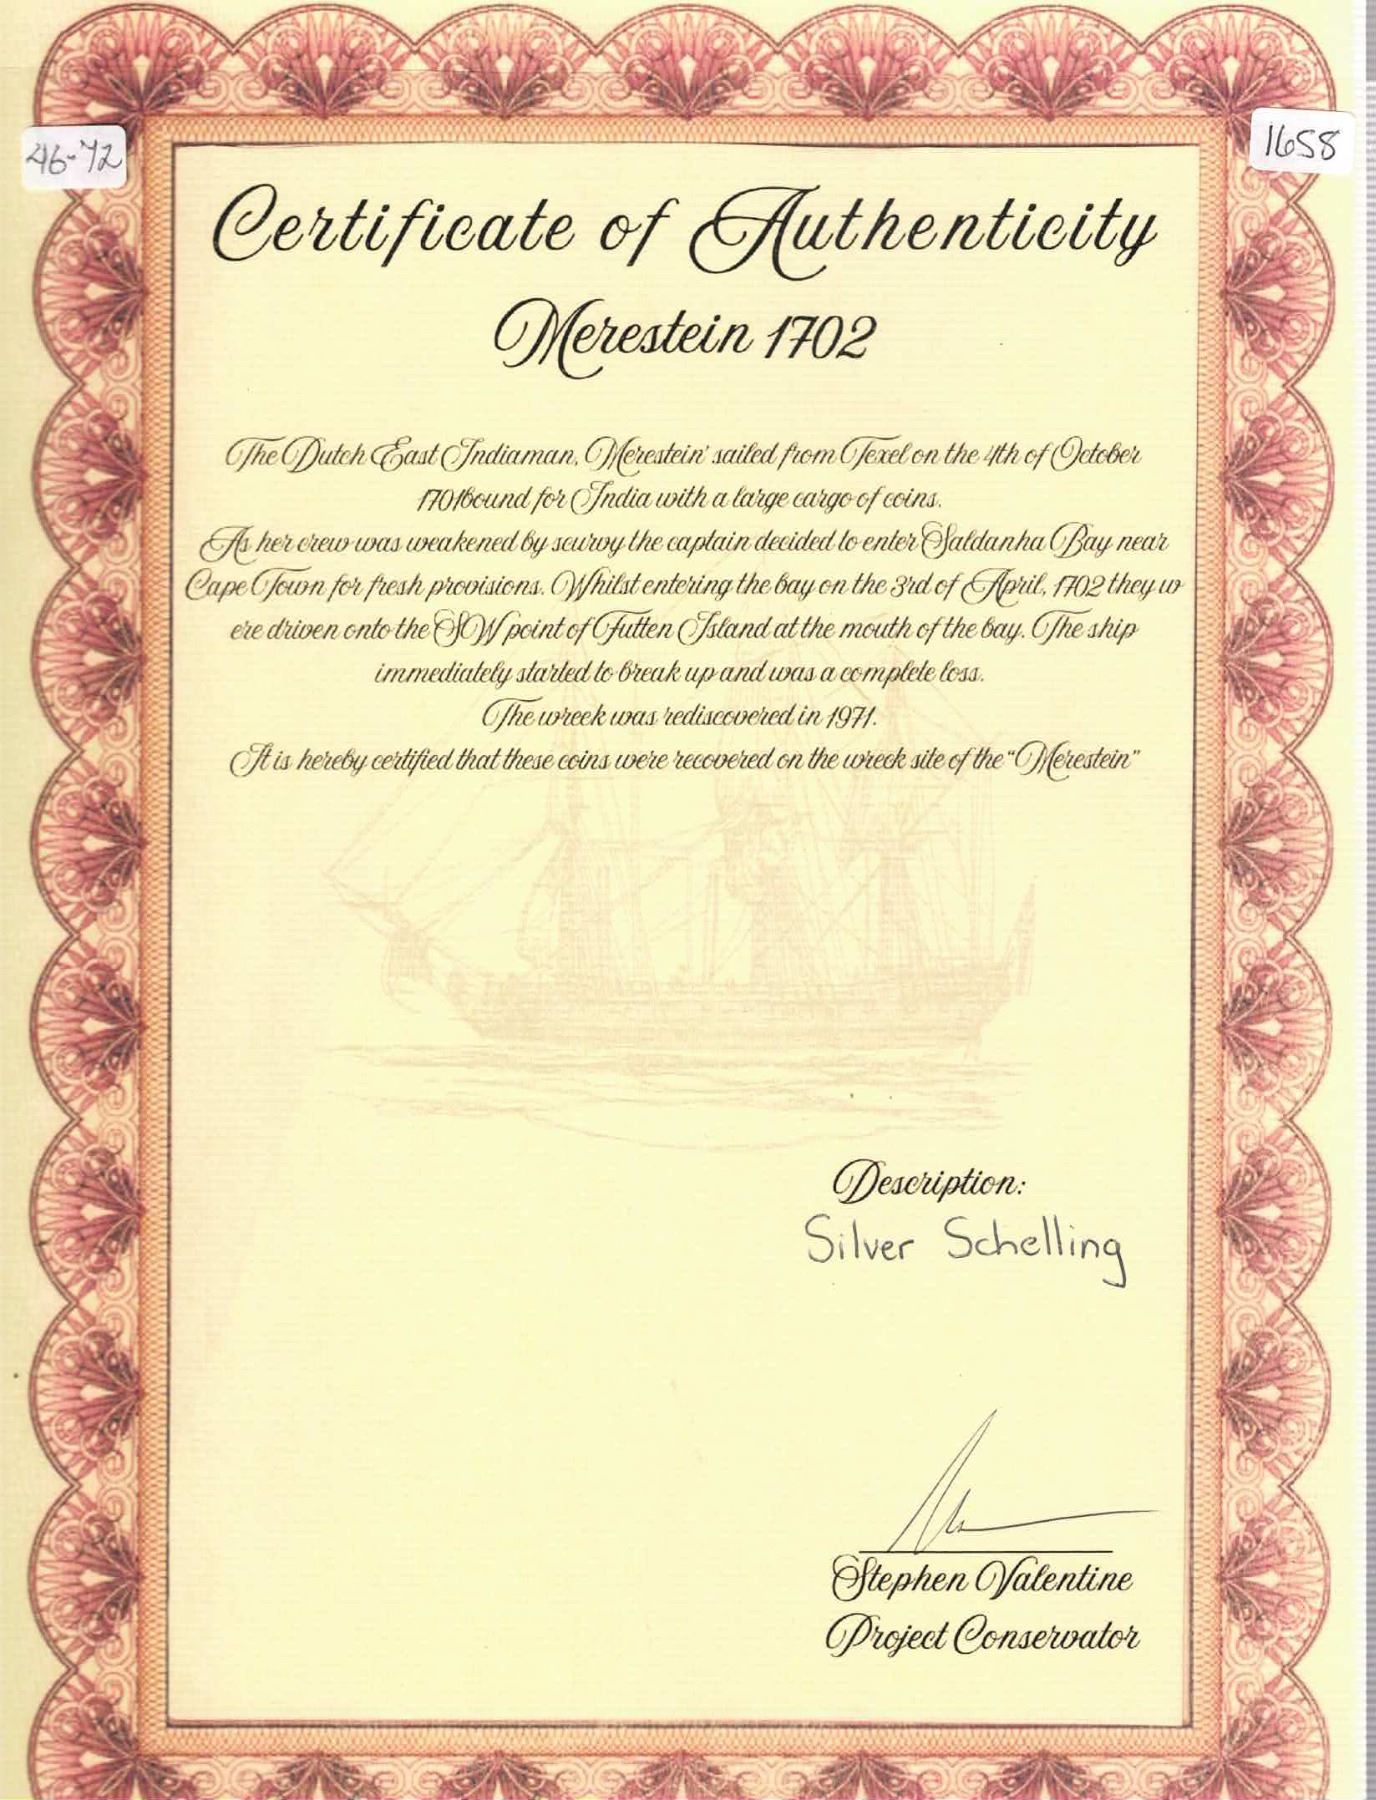 46-72
1658
Certificate of Authenticity
Merestein 1702
The Dutch East Indiaman, Merestein' sailed from Texel on the 4th of October
1701bound for India with a large cargo of coins.
As her crew was weakened by scurvy the captain decided to enter Saldanha Bay near
Cape Town for fresh provisions. Whilst entering the bay on the 3rd of April, 1702 they w
ere driven onto the SW point of Jutten Island at the mouth of the bay. The ship
immediately started to break up and was a complete loss.
The wreck was rediscovered in 1971.
It is hereby certified that these coins were recovered on the wreck site of the "Merestein"
Description:
Silver Schelling
Stephen Valentine
Project Conservator